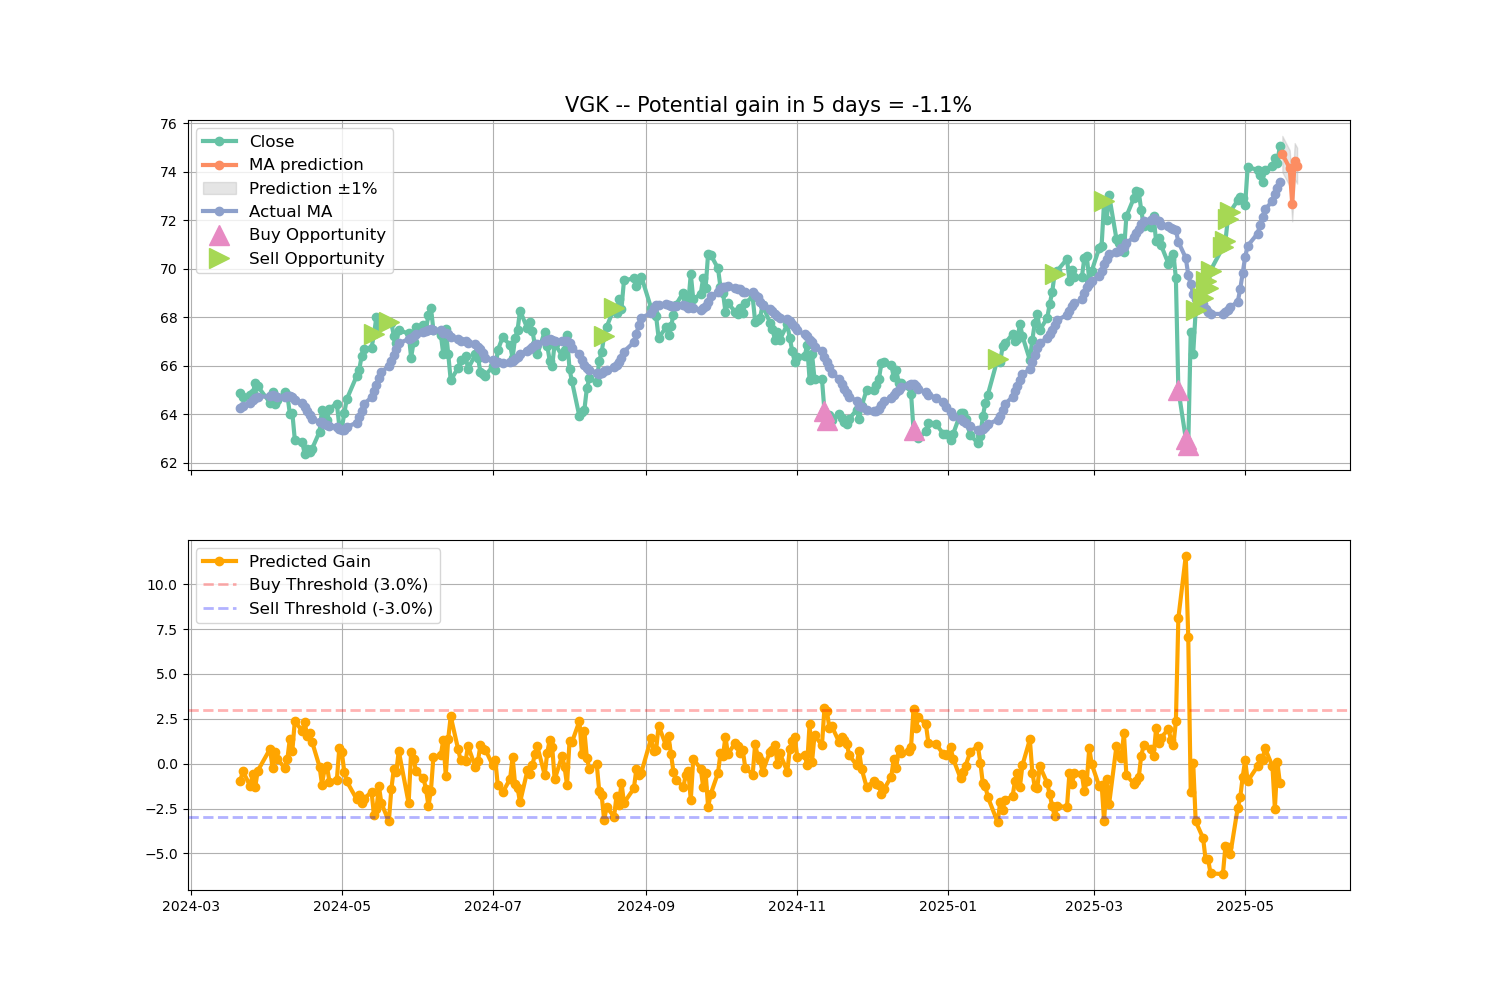 VGK -- Potential gain in 5 days = -1.1%
76
74
72
70
68
66
64
62
Close
MA prediction
Prediction ±1%
Actual MA
Buy Opportunity
Sell Opportunity
10.0
7.5
5.0
2.5
0.0
−2.5
−5.0
Predicted Gain
Buy Threshold (3.0%)
Sell Threshold (-3.0%)
2024-03
2024-05
2024-07
2024-09
2024-11
2025-01
2025-03
2025-05